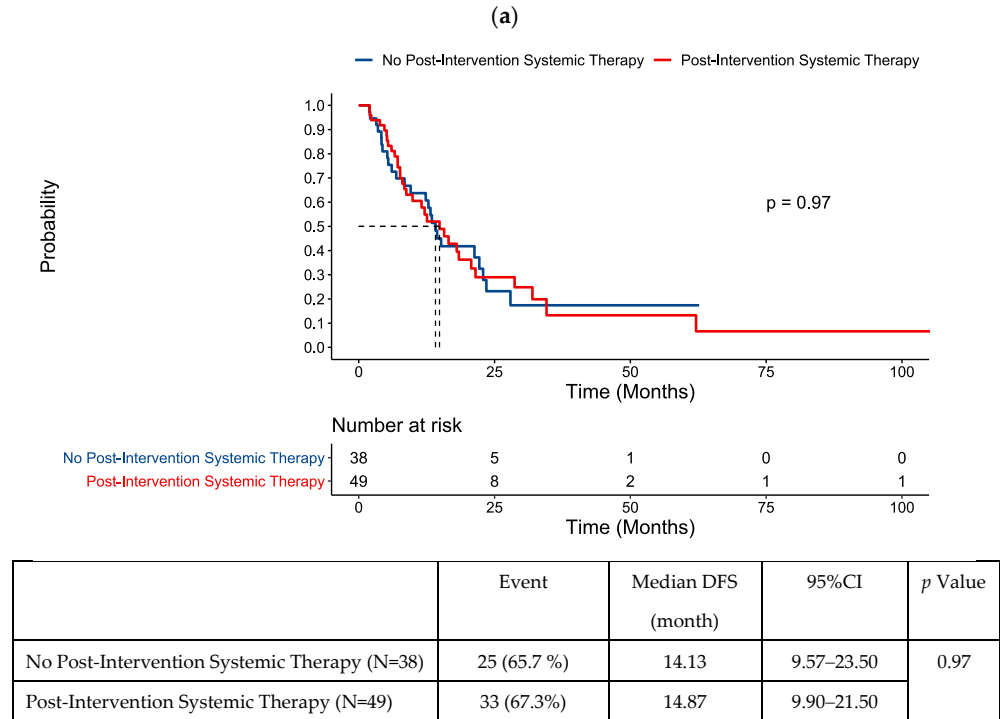 (a)
No Post-Intervention Systemic Therapy Post-Intervention Systemic Therapy
Probability
1.0
0.9
0.8
0.7
0.6
0.5
0.4
0.3
0.2
0.1
0.0
p = 0.97
0 25 50 75 100
Time (Months)
Number at risk
No Post-Intervention Systemic Therapy 38 5 1 0 0
Post-Intervention Systemic Therapy 49 8 2 1 1
0 25 50 75 100
Time (Months)
Event Median DFS (month) 95%CI p Value
No Post-Intervention Systemic Therapy (N=38) 25 (65.7 %) 14.13 9.57–23.50 0.97
Post-Intervention Systemic Therapy (N=49) 33 (67.3%) 14.87 9.90–21.50